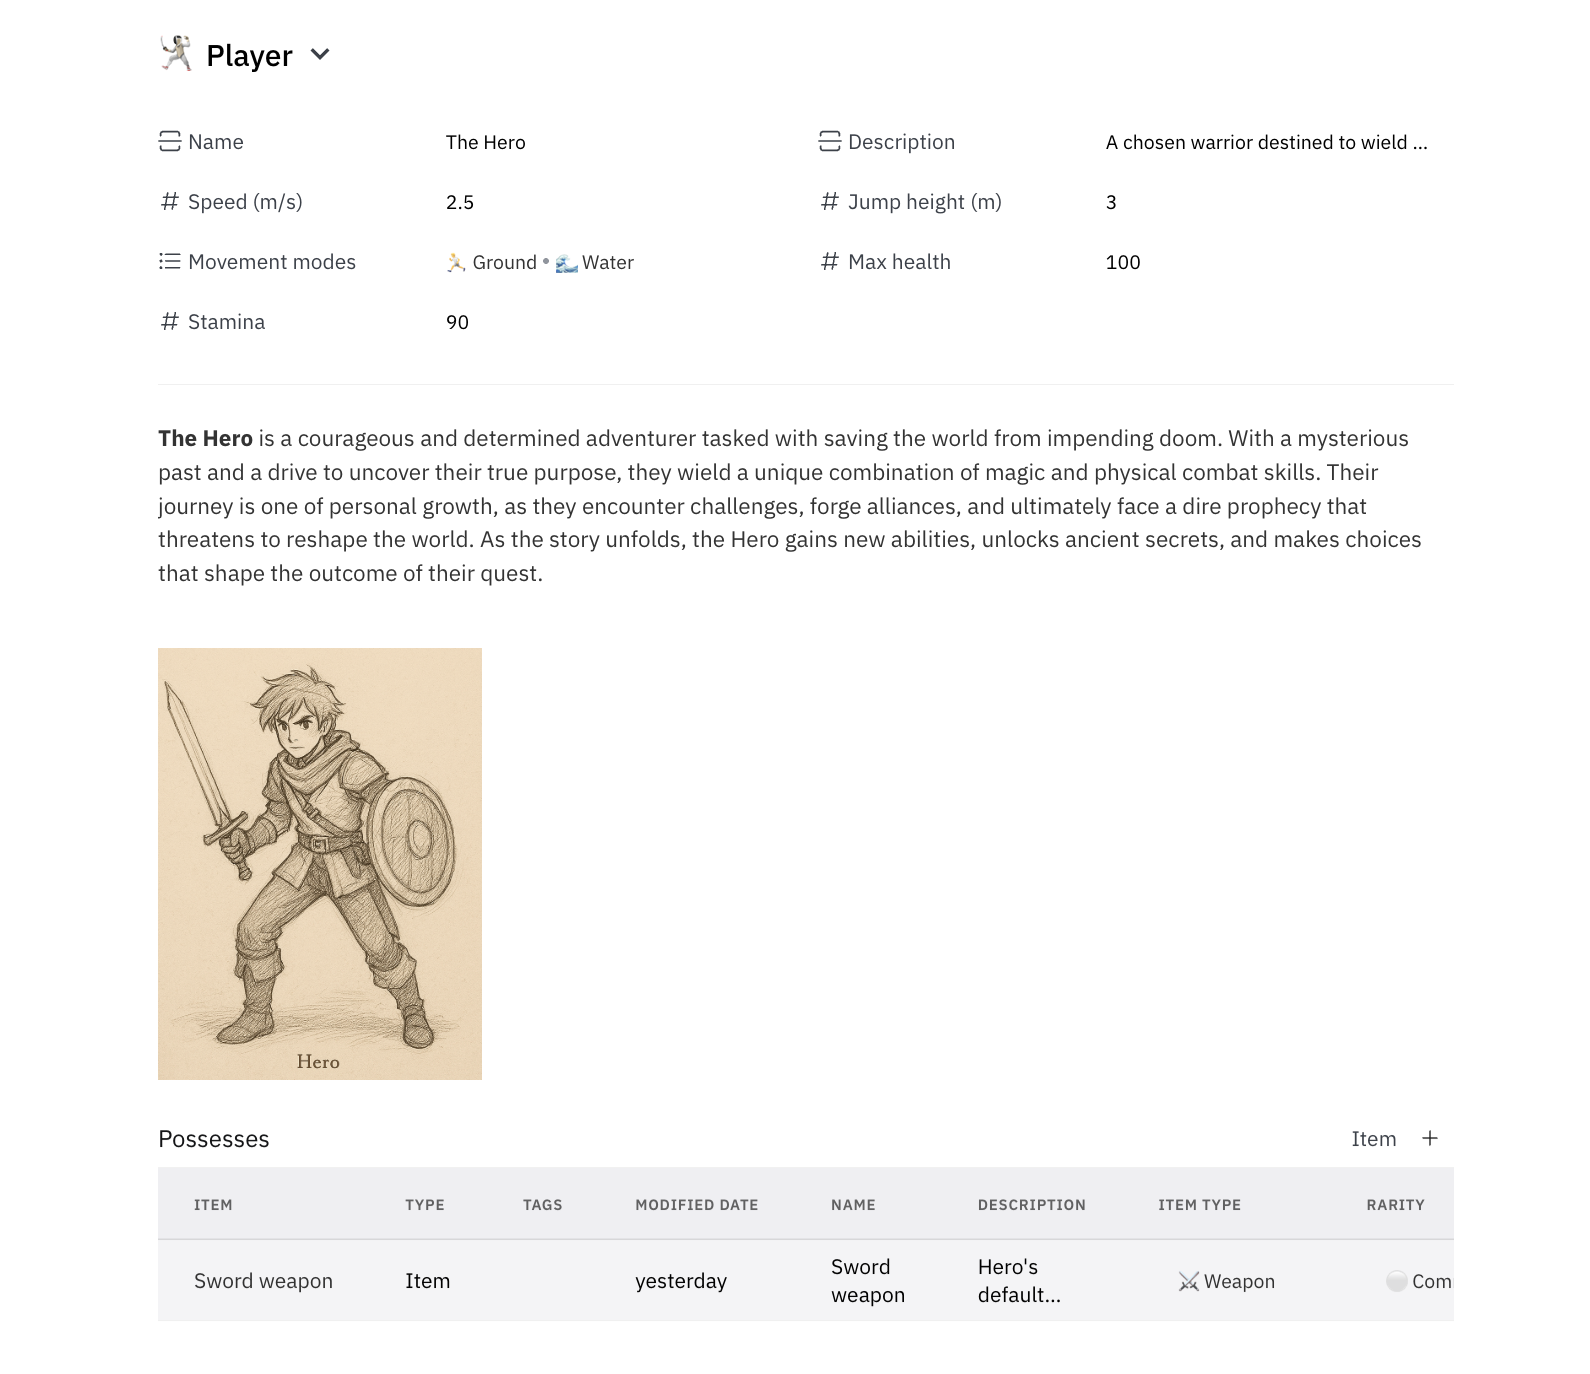 Player
Name The Hero Description A chosen warrior destined to wield ...
Speed (m/s) 2.5 Jump height (m) 3
Movement modes Ground • Water Max health 100
Stamina 90
The Hero is a courageous and determined adventurer tasked with saving the world from impending doom. With a mysterious
past and a drive to uncover their true purpose, they wield a unique combination of magic and physical combat skills. Their
journey is one of personal growth, as they encounter challenges, forge alliances, and ultimately face a dire prophecy that
threatens to reshape the world. As the story unfolds, the Hero gains new abilities, unlocks ancient secrets, and makes choices
that shape the outcome of their quest.
Hero
Possesses Item +
ITEM TYPE TAGS MODIFIED DATE NAME DESCRIPTION ITEM TYPE RARITY
Sword weapon Item yesterday Sword weapon Hero's default... Weapon Com